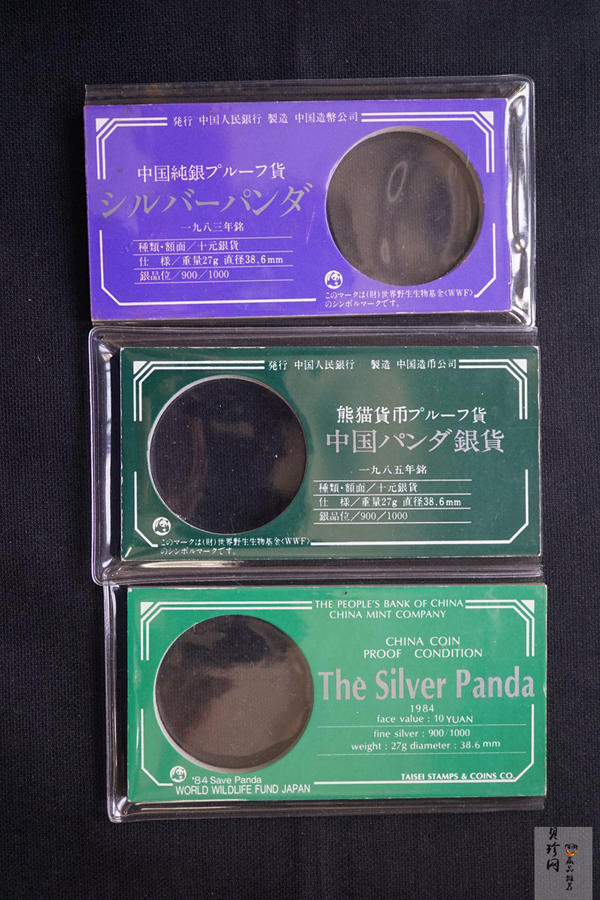 発行 中国人民銀行 製造 中国造幣公司
中国純銀プルーフ貨
シルバーパンダ
一九八三年銘
種類・額面／十元銀貨
仕 様／重量27g 直径38.6mm
銀品位／900／1000
このマークは(財)世界野生生物基金〈WWF〉
のシンボルマークです。
発行 中国人民銀行 製造 中国造币公司
熊猫貨币プルーフ貨
中国パンダ銀貨
一九八五年銘
種類・額面／十元銀貨
仕 様／重量27g 直径38.6mm
銀品位／900／1000
このマークは(財)世界野生生物基金〈WWF〉
のシンボルマークです。
THE PEOPLE'S BANK OF CHINA
CHINA MINT COMPANY
CHINA COIN
PROOF CONDITION
The Silver Panda
1984
face value : 10 YUAN
fine silver : 900/1000
weight : 27g diameter : 38.6 mm
'84 Save Panda
WORLD WILDLIFE FUND JAPAN
TAISEI STAMPS & COINS CO.
贝珍网